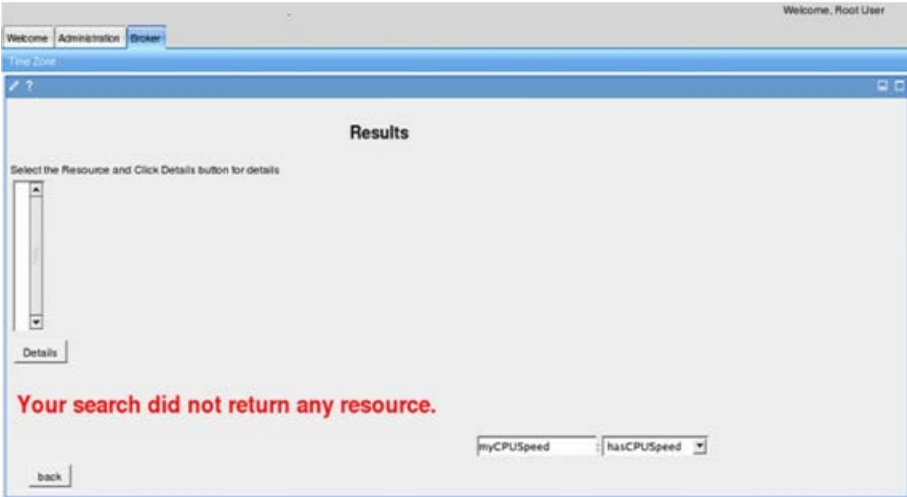 Welcome, Root User
Welcome Administration Broker
Time Zone
?
Results
Select the Resource and Click Details button for details
Details
Your search did not return any resource.
myCPUSpeed : hasCPUSpeed
back